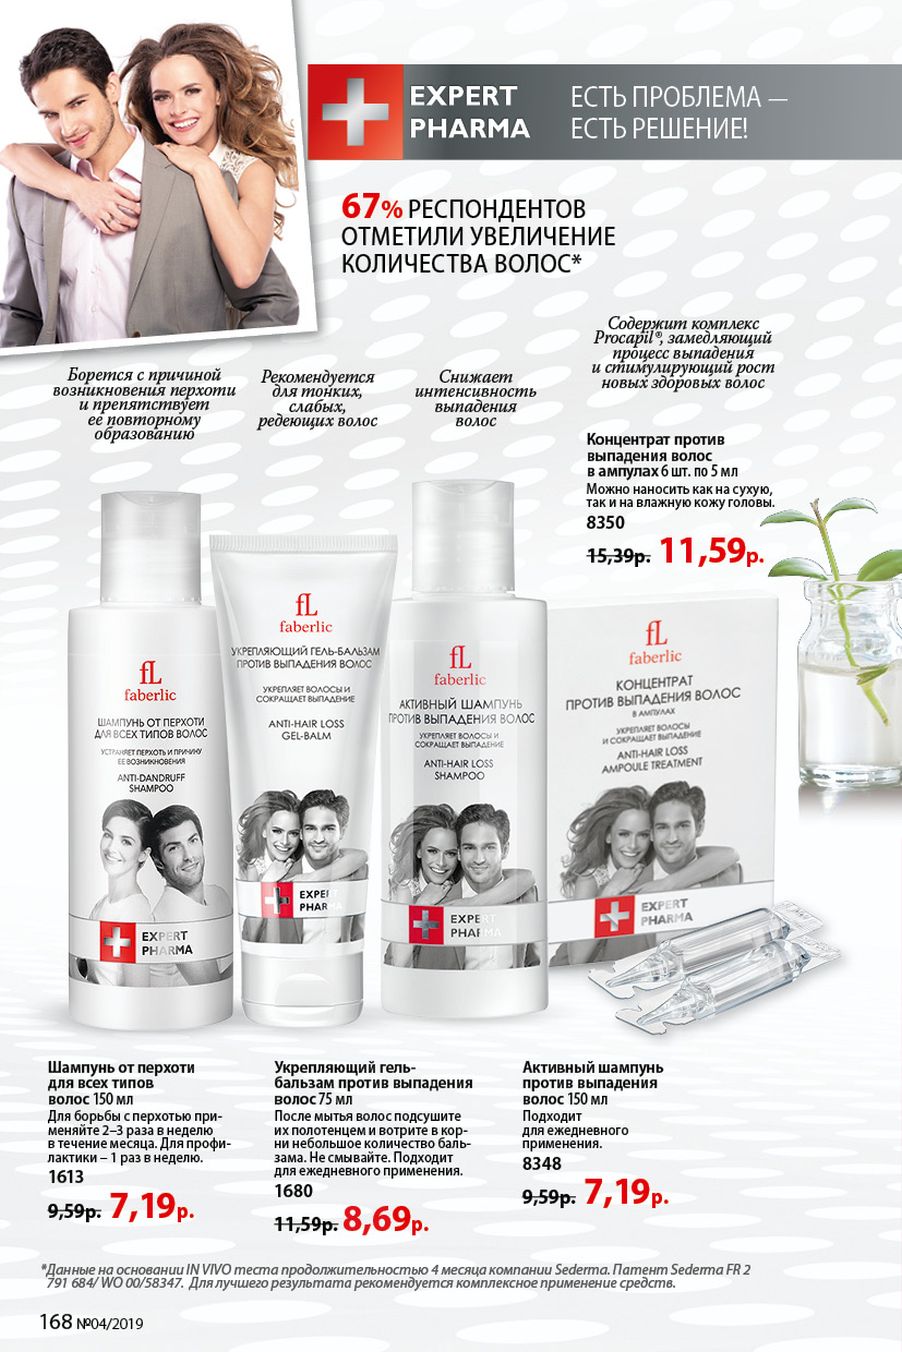 EXPERT
PHARMA
ЕСТЬ ПРОБЛЕМА —
ЕСТЬ РЕШЕНИЕ!
67% РЕСПОНДЕНТОВ
ОТМЕТИЛИ УВЕЛИЧЕНИЕ
КОЛИЧЕСТВА ВОЛОС*
Борется с причиной
возникновения перхоти
и препятствует
ее повторному
образованию
Рекомендуется
для тонких,
слабых,
редеющих волос
Снижает
интенсивность
выпадения
волос
Содержит комплекс
Procapil®, замедляющий
процесс выпадения
и стимулирующий рост
новых здоровых волос
Концентрат против
выпадения волос
в ампулах 6 шт. по 5 мл
Можно наносить как на сухую,
так и на влажную кожу головы.
8350
15,39р. 11,59р.
fL
faberlic
ШАМПУНЬ ОТ ПЕРХОТИ
ДЛЯ ВСЕХ ТИПОВ ВОЛОС
УСТРАНЯЕТ ПЕРХОТЬ И ПРИЧИНУ
ЕЕ ВОЗНИКНОВЕНИЯ
ANTI-DANDRUFF
SHAMPOO
EXPERT
PHARMA
fL
faberlic
УКРЕПЛЯЮЩИЙ ГЕЛЬ-БАЛЬЗАМ
ПРОТИВ ВЫПАДЕНИЯ ВОЛОС
УКРЕПЛЯЕТ ВОЛОСЫ И
СОКРАЩАЕТ ВЫПАДЕНИЕ
ANTI-HAIR LOSS
GEL-BALM
EXPERT
PHARMA
fL
faberlic
АКТИВНЫЙ ШАМПУНЬ
ПРОТИВ ВЫПАДЕНИЯ ВОЛОС
УКРЕПЛЯЕТ ВОЛОСЫ И
СОКРАЩАЕТ ВЫПАДЕНИЕ
ANTI-HAIR LOSS
SHAMPOO
EXPERT
PHARMA
fL
faberlic
КОНЦЕНТРАТ
ПРОТИВ ВЫПАДЕНИЯ ВОЛОС
В АМПУЛАХ
УКРЕПЛЯЕТ ВОЛОСЫ
И СОКРАЩАЕТ ВЫПАДЕНИЕ
ANTI-HAIR LOSS
AMPOULE TREATMENT
EXPERT
PHARMA
Шампунь от перхоти
для всех типов
волос 150 мл
Для борьбы с перхотью при-
меняйте 2–3 раза в неделю
в течение месяца. Для профи-
лактики – 1 раз в неделю.
1613
9,59р. 7,19р.
Укрепляющий гель-
бальзам против выпадения
волос 75 мл
После мытья волос подсушите
их полотенцем и вотрите в кор-
ни небольшое количество баль-
зама. Не смывайте. Подходит
для ежедневного применения.
1680
11,59р. 8,69р.
Активный шампунь
против выпадения
волос 150 мл
Подходит
для ежедневного
применения.
8348
9,59р. 7,19р.
*Данные на основании IN VIVO теста продолжительностью 4 месяца компании Sederma. Патент Sederma FR 2
791 684/ WO 00/58347. Для лучшего результата рекомендуется комплексное применение средств.
168 №04/2019